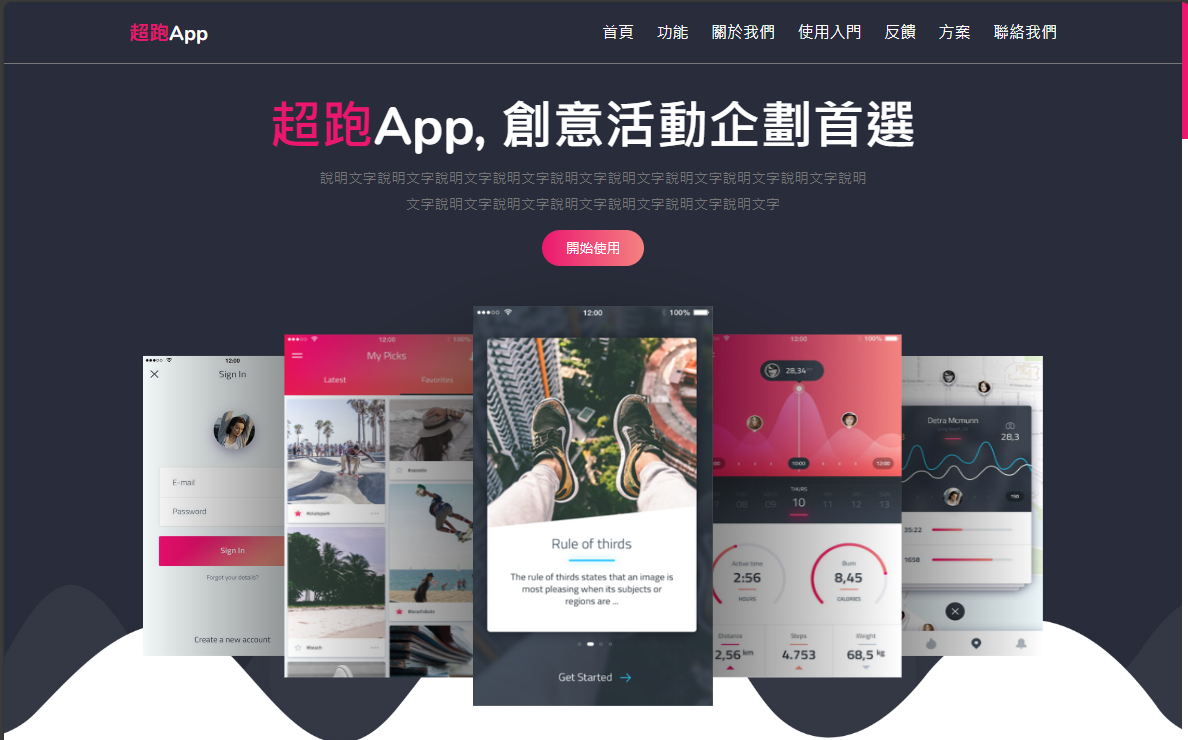 超跑App
首頁 功能 關於我們 使用入門 反饋 方案 聯絡我們
超跑App, 創意活動企劃首選
說明文字說明文字說明文字說明文字說明文字說明文字說明文字說明文字說明文字說明
文字說明文字說明文字說明文字說明文字說明文字說明文字
開始使用
12:00
Sign In
E-mail
Password
Sign In
Forgot your details?
Create a new account
12:00 100%
My Picks
Latest Favorites
#skatepark
#beach
12:00 100%
Rule of thirds
The rule of thirds states that an image is
most pleasing when its subjects or
regions are ...
Get Started
12:00 100%
28,34
10:00 12:00
THURS
08 09 10 11 12 13
Active time
2:56
HOURS
Burn
8,45
CALORIES
Distance Steps Weight
2,56 km 4.753 68,5 kg
Detra Mcmunn
28,3
35:22
1658